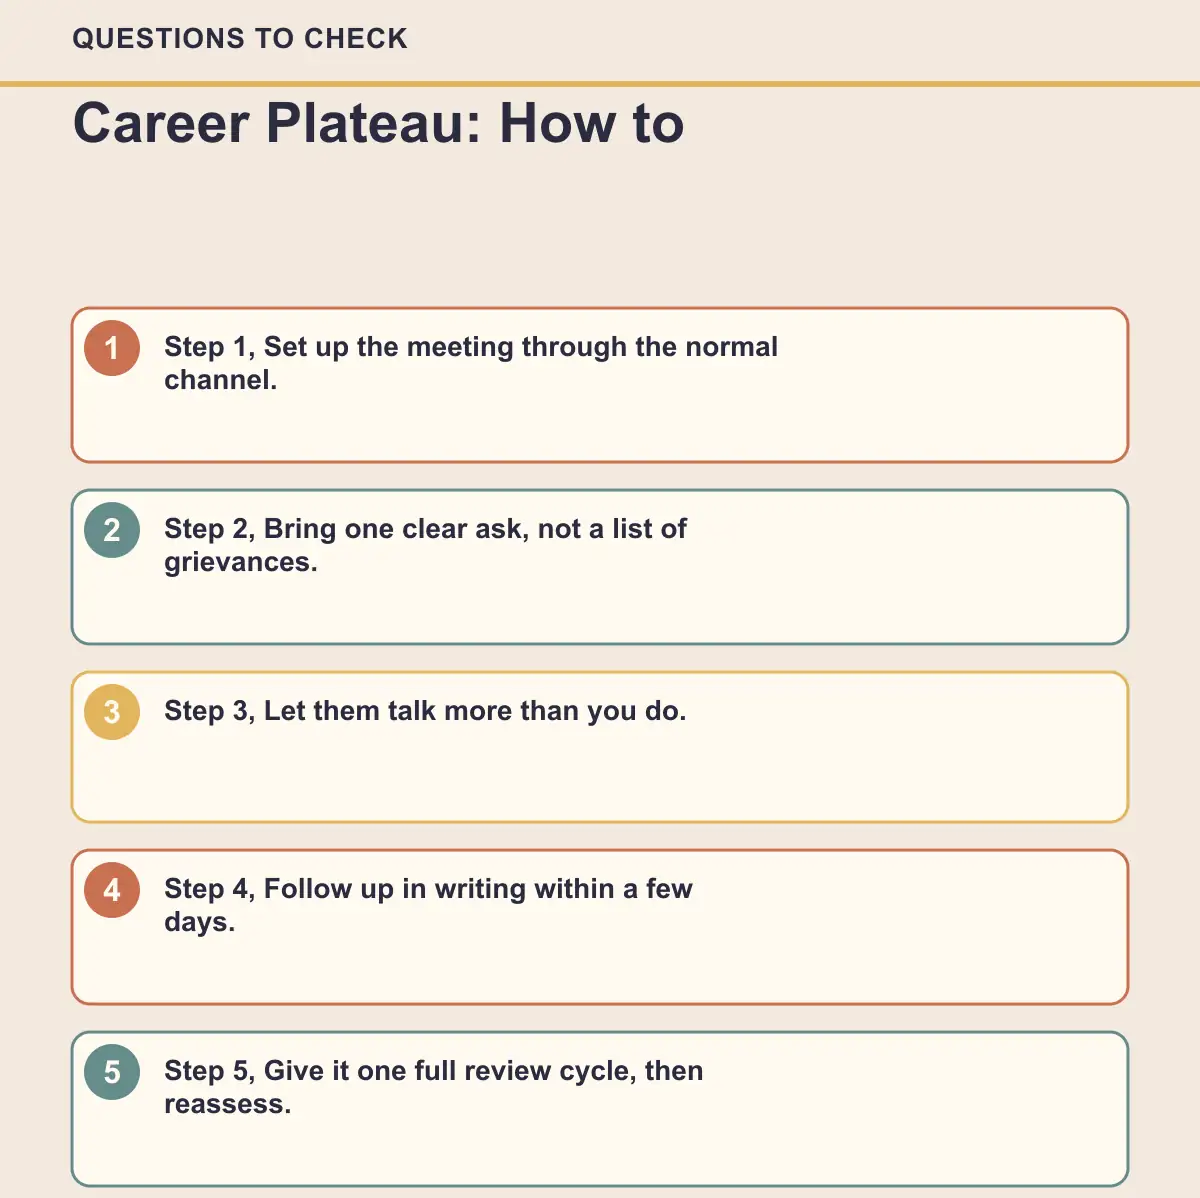 QUESTIONS TO CHECK
Career Plateau: How to
1
Step 1, Set up the meeting through the normal
channel.
2
Step 2, Bring one clear ask, not a list of
grievances.
3
Step 3, Let them talk more than you do.
4
Step 4, Follow up in writing within a few
days.
5
Step 5, Give it one full review cycle, then
reassess.